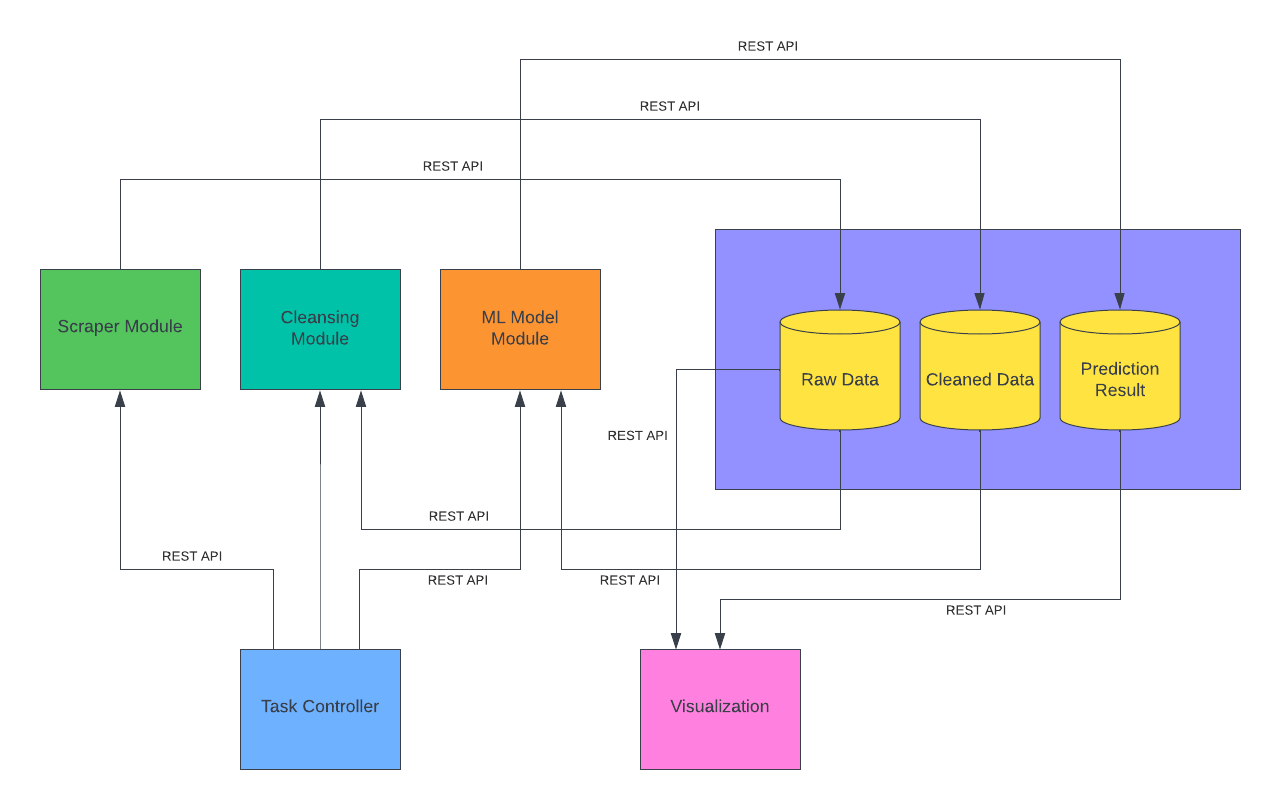 REST API
REST API
REST API
Scraper Module
Cleansing
Module
ML Model
Module
Raw Data
Cleaned Data
Prediction
Result
REST API
REST API
REST API
REST API
REST API
REST API
Task Controller
Visualization